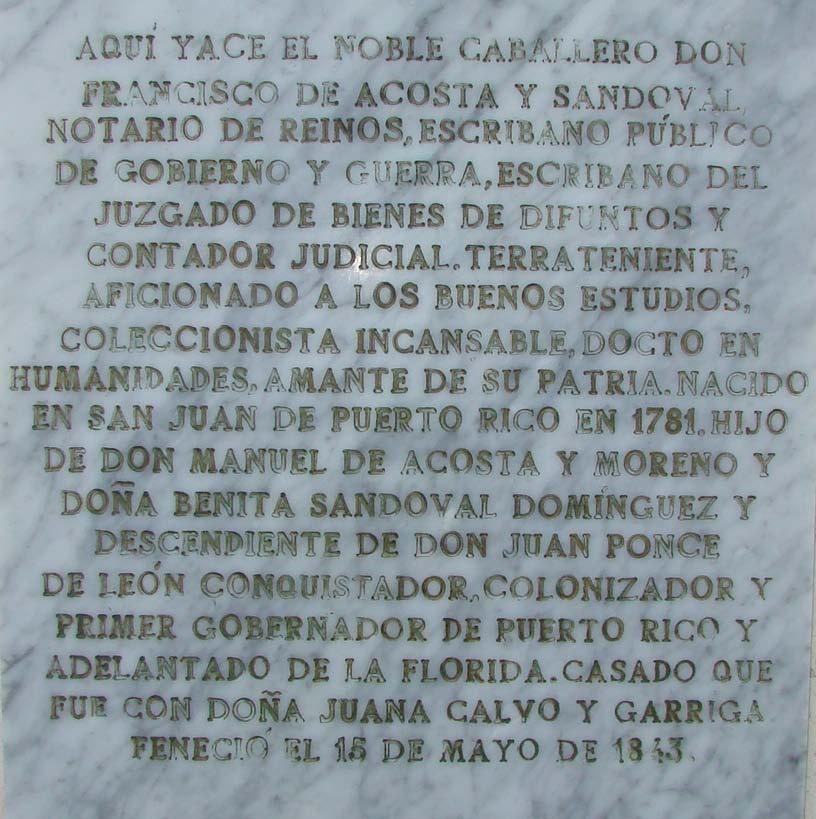 AQUÍ YACE EL NOBLE CABALLERO DON
FRANCISCO DE ACOSTA Y SANDOVAL,
NOTARIO DE REINOS, ESCRIBANO PÚBLICO
DE GOBIERNO Y GUERRA, ESCRIBANO DEL
JUZGADO DE BIENES DE DIFUNTOS Y
CONTADOR JUDICIAL. TERRATENIENTE,
AFICIONADO A LOS BUENOS ESTUDIOS,
COLECCIONISTA INCANSABLE, DOCTO EN
HUMANIDADES, AMANTE DE SU PATRIA. NACIDO
EN SAN JUAN DE PUERTO RICO EN 1781. HIJO
DE DON MANUEL DE ACOSTA Y MORENO Y
DOÑA BENITA SANDOVAL DOMÍNGUEZ Y
DESCENDIENTE DE DON JUAN PONCE
DE LEÓN CONQUISTADOR, COLONIZADOR Y
PRIMER GOBERNADOR DE PUERTO RICO Y
ADELANTADO DE LA FLORIDA. CASADO QUE
FUE CON DOÑA JUANA CALVO Y GARRIGA
FENECIÓ EL 15 DE MAYO DE 1843.